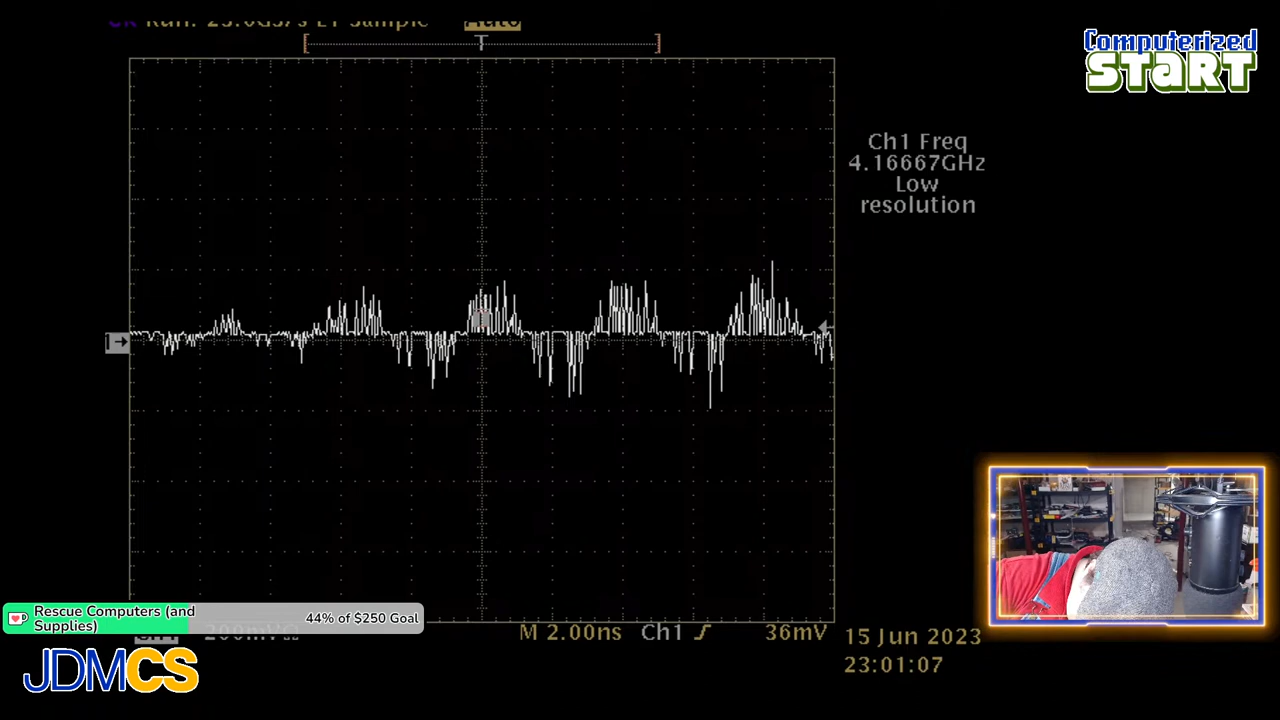 Computerized
START
T
Ch1 Freq
4.16667GHz
Low
resolution
Rescue Computers (and
Supplies)
44% of $250 Goal
M 2.00ns Ch1 36mV
15 Jun 2023
23:01:07
JDMCS